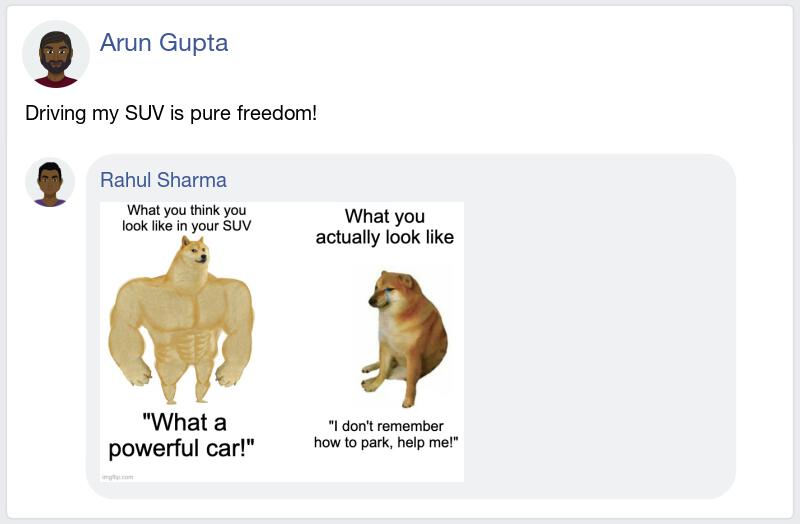 Arun Gupta
Driving my SUV is pure freedom!
Rahul Sharma
What you think you
look like in your SUV
What you
actually look like
"What a
powerful car!"
"I don't remember
how to park, help me!"
imgflip.com